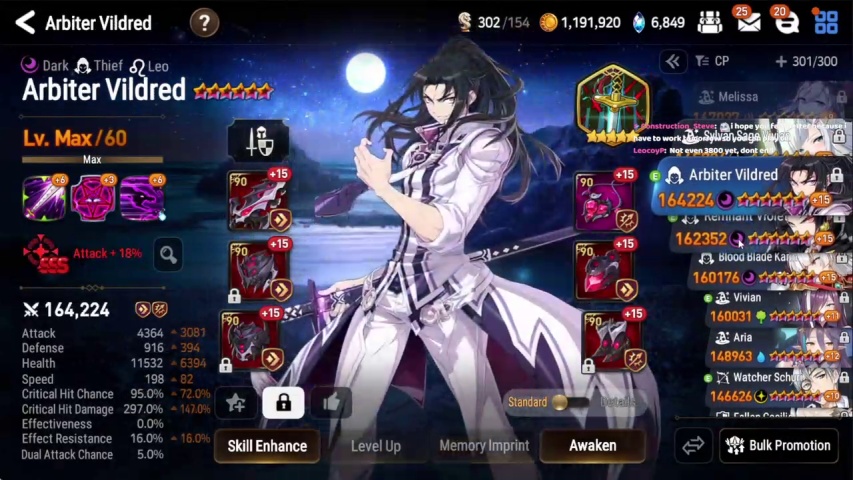 Arbiter Vildred
?
302/154
1,191,920
6,849
25
20
Dark Thief Leo
Arbiter Vildred
CP
301/300
Lv. Max/60
Max
+6
+3
+6
Attack + 18%
SSS
164,224
Attack 4364 3081
Defense 916 394
Health 11532 6394
Speed 198 82
Critical Hit Chance 95.0% 72.0%
Critical Hit Damage 297.0% 147.0%
Effectiveness 0.0%
Effect Resistance 16.0% 16.0%
Dual Attack Chance 5.0%
90 +15
90 +15
90 +15
90 +15
90 +15
90 +15
Melissa
Construction_Steve:
LeocoyP: Not even 3800 yet, dont
Arbiter Vildred
164224 +15
Remnant Violet
162352 +15
Blood Blade
160176 +15
Vivian
160031
Aria
148963 +12
Watcher
146626 +10
Fallen
Standard
Details
Skill Enhance
Level Up
Memory Imprint
Awaken
Bulk Promotion